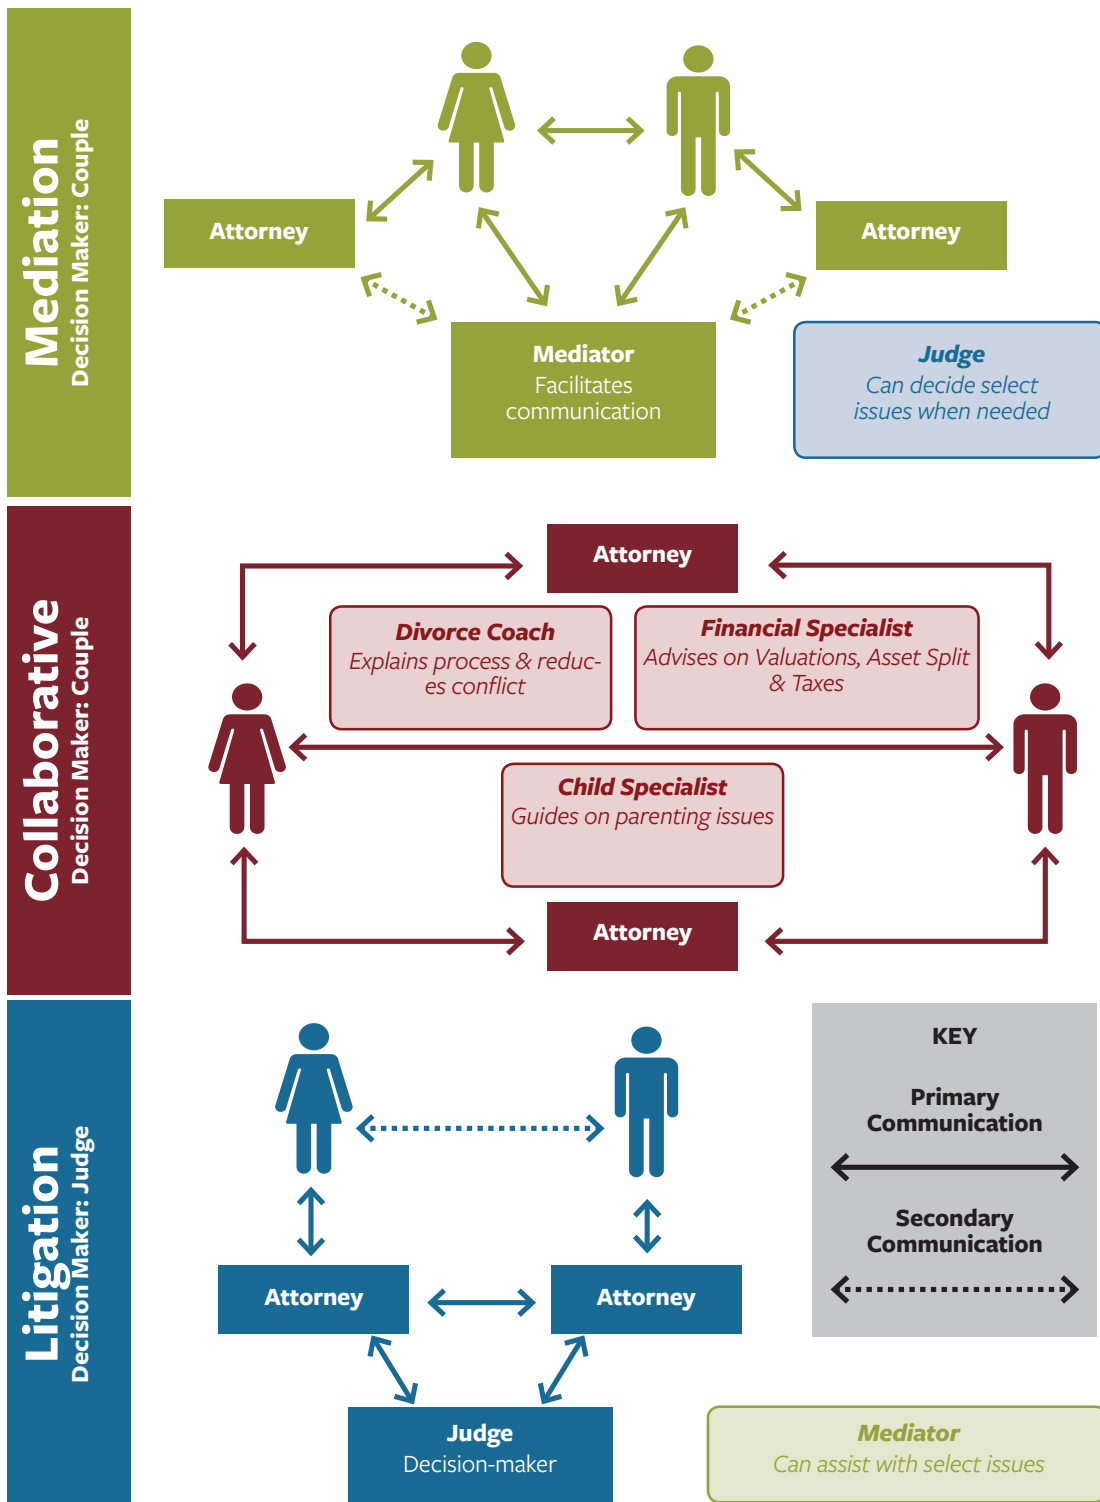 Mediation
Decision Maker: Couple
Attorney
Attorney
Mediator
Facilitates
communication
Judge
Can decide select
issues when needed
Collaborative
Decision Maker: Couple
Attorney
Divorce Coach
Explains process & reduc-
es conflict
Financial Specialist
Advises on Valuations, Asset Split
& Taxes
Child Specialist
Guides on parenting issues
Attorney
Litigation
Decision Maker: Judge
Attorney
Attorney
Judge
Decision-maker
KEY
Primary
Communication
Secondary
Communication
Mediator
Can assist with select issues